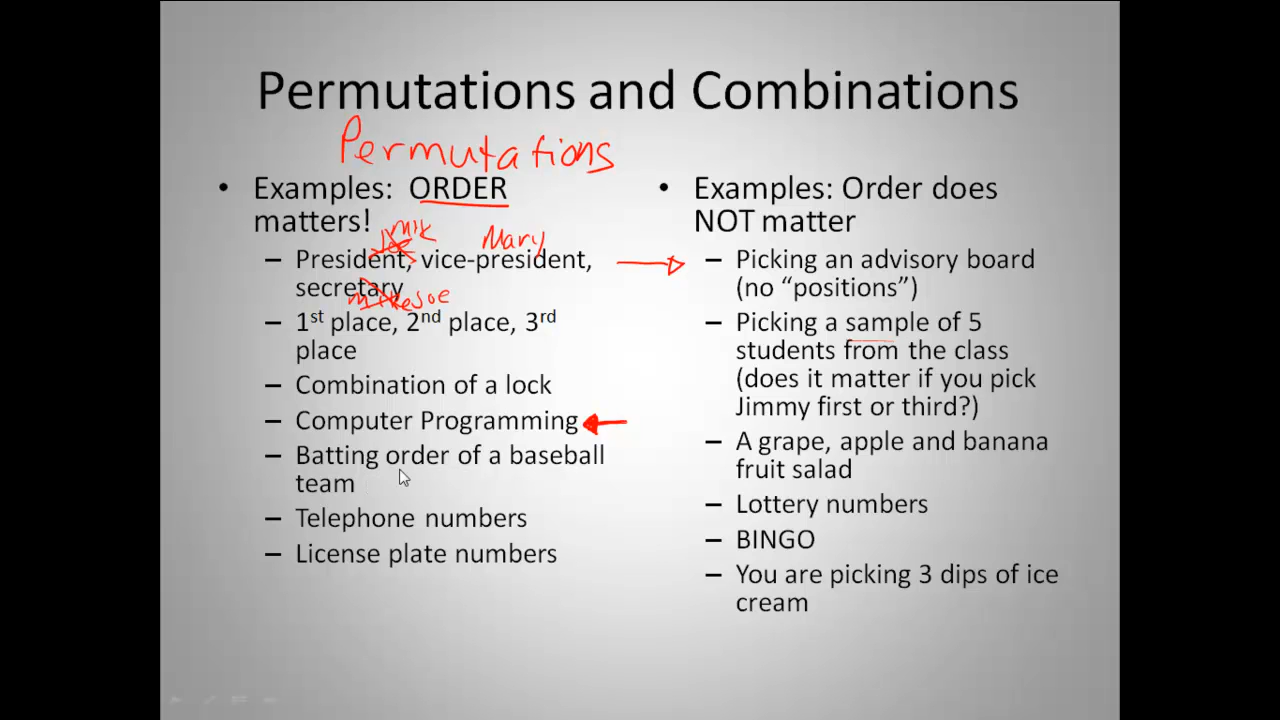 Permutations and Combinations
Permutations
• Examples: ORDER
matters!
Mik Mary
– President, vice-president,
secretary
Joe
– 1st place, 2nd place, 3rd
place
– Combination of a lock
– Computer Programming
– Batting order of a baseball
team
– Telephone numbers
– License plate numbers
• Examples: Order does
NOT matter
– Picking an advisory board
(no “positions”)
– Picking a sample of 5
students from the class
(does it matter if you pick
Jimmy first or third?)
– A grape, apple and banana
fruit salad
– Lottery numbers
– BINGO
– You are picking 3 dips of ice
cream